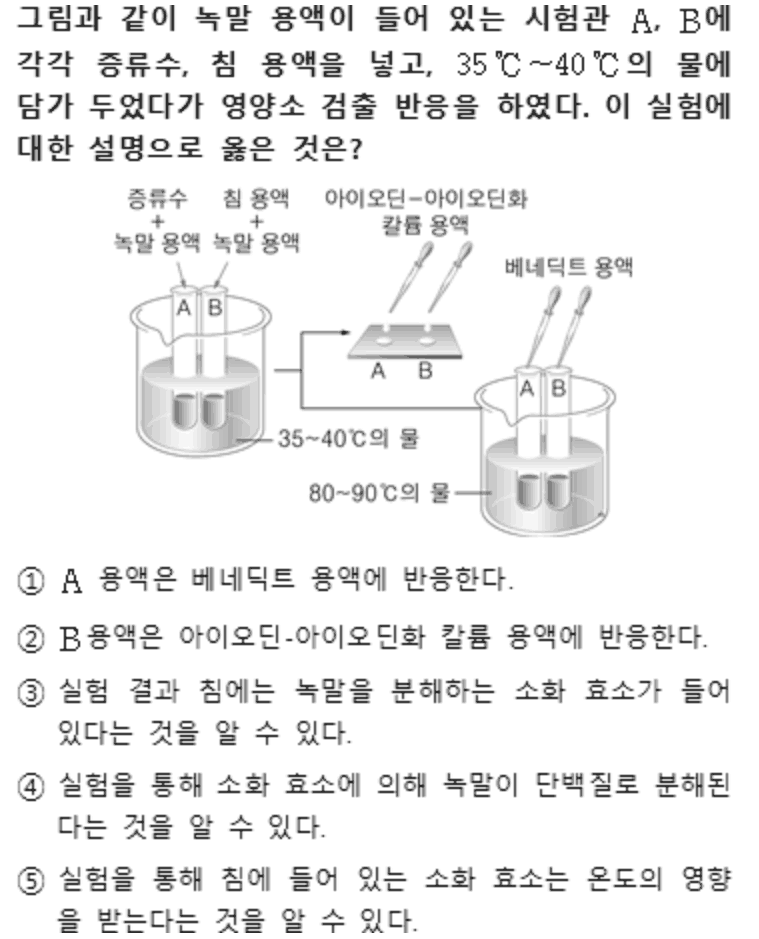 그림과 같이 녹말 용액이 들어 있는 시험관 A, B에
각각 증류수, 침 용액을 넣고, 35℃~40℃의 물에
담가 두었다가 영양소 검출 반응을 하였다. 이 실험에
대한 설명으로 옳은 것은?
증류수
+
녹말 용액
침 용액
+
녹말 용액
아이오딘-아이오딘화
칼륨 용액
베네딕트 용액
A B
A B
A B
35~40℃의 물
80~90℃의 물
① A 용액은 베네딕트 용액에 반응한다.
② B용액은 아이오딘-아이오딘화 칼륨 용액에 반응한다.
③ 실험 결과 침에는 녹말을 분해하는 소화 효소가 들어
있다는 것을 알 수 있다.
④ 실험을 통해 소화 효소에 의해 녹말이 단백질로 분해된
다는 것을 알 수 있다.
⑤ 실험을 통해 침에 들어 있는 소화 효소는 온도의 영향
을 받는다는 것을 알 수 있다.